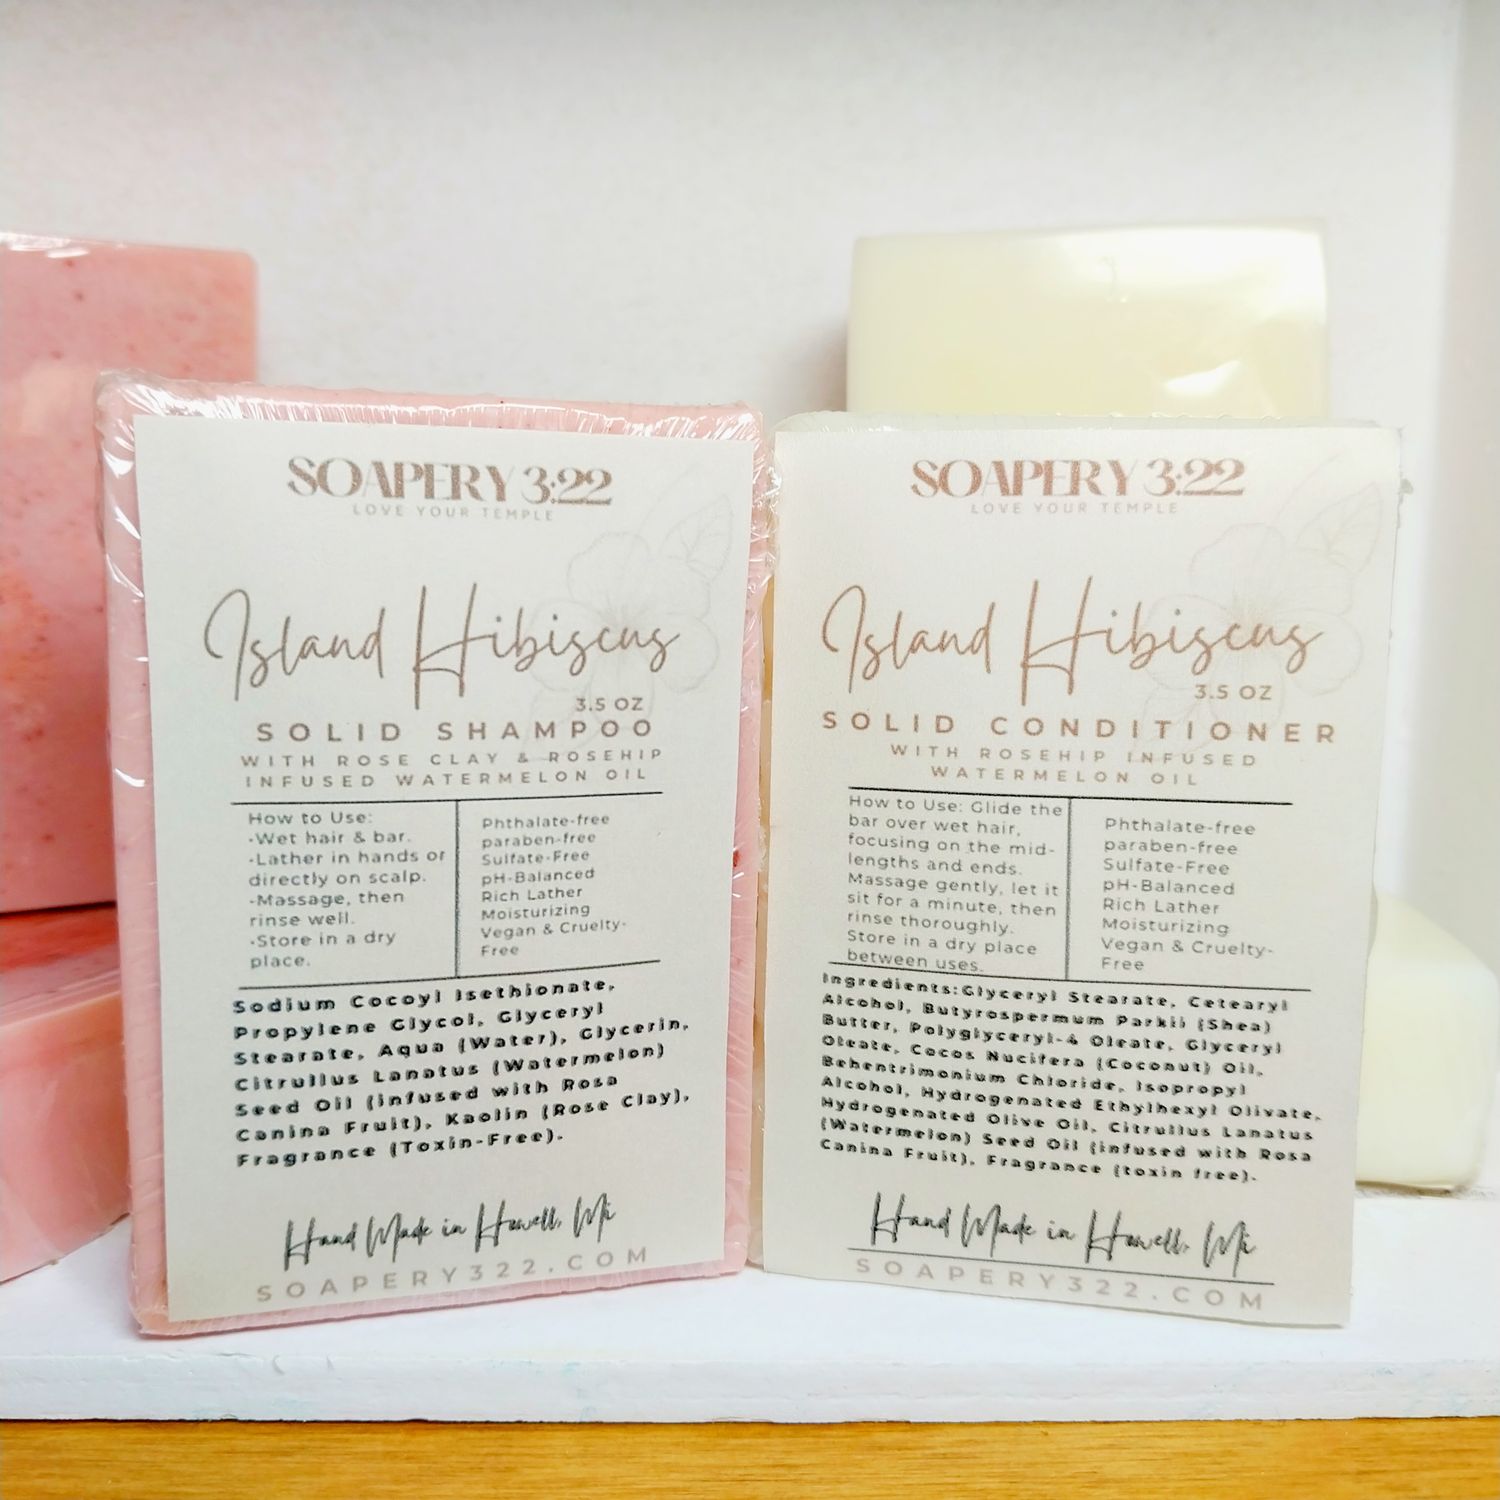 SOAPERY 3:22
LOVE YOUR TEMPLE
Island Hibiscus
3.5 OZ
SOLID SHAMPOO
WITH ROSE CLAY & ROSEHIP
INFUSED WATERMELON OIL
How to Use:
·Wet hair & bar.
·Lather in hands or
directly on scalp.
·Massage, then
rinse well.
·Store in a dry
place.
Phthalate-free
paraben-free
Sulfate-Free
pH-Balanced
Rich Lather
Moisturizing
Vegan & Cruelty-
Free
Sodium Cocoyl Isethionate,
Propylene Glycol, Glyceryl
Stearate, Aqua (Water), Glycerin,
Citrullus Lanatus (Watermelon)
Seed Oil (infused with Rosa
Canina Fruit), Kaolin (Rose Clay),
Fragrance (Toxin-Free).
Hand Made in Howell, Mi
SOAPERY322.COM
SOAPERY 3:22
LOVE YOUR TEMPLE
Island Hibiscus
3.5 OZ
SOLID CONDITIONER
WITH ROSEHIP INFUSED
WATERMELON OIL
How to Use: Glide the
bar over wet hair,
focusing on the mid-
lengths and ends.
Massage gently, let it
sit for a minute, then
rinse thoroughly.
Store in a dry place
between uses.
Phthalate-free
paraben-free
Sulfate-Free
pH-Balanced
Rich Lather
Moisturizing
Vegan & Cruelty-
Free
Ingredients:Glyceryl Stearate, Cetearyl
Alcohol, Butyrospermum Parkii (Shea)
Butter, Polyglyceryl-4 Oleate, Glyceryl
Oleate, Cocos Nucifera (Coconut) Oil,
Behentrimonium Chloride, Isopropyl
Alcohol, Hydrogenated Ethylhexyl Olivate,
Hydrogenated Olive Oil, Citrullus Lanatus
(Watermelon) Seed Oil (infused with Rosa
Canina Fruit), Fragrance (toxin free).
Hand Made in Howell, Mi
SOAPERY322.COM